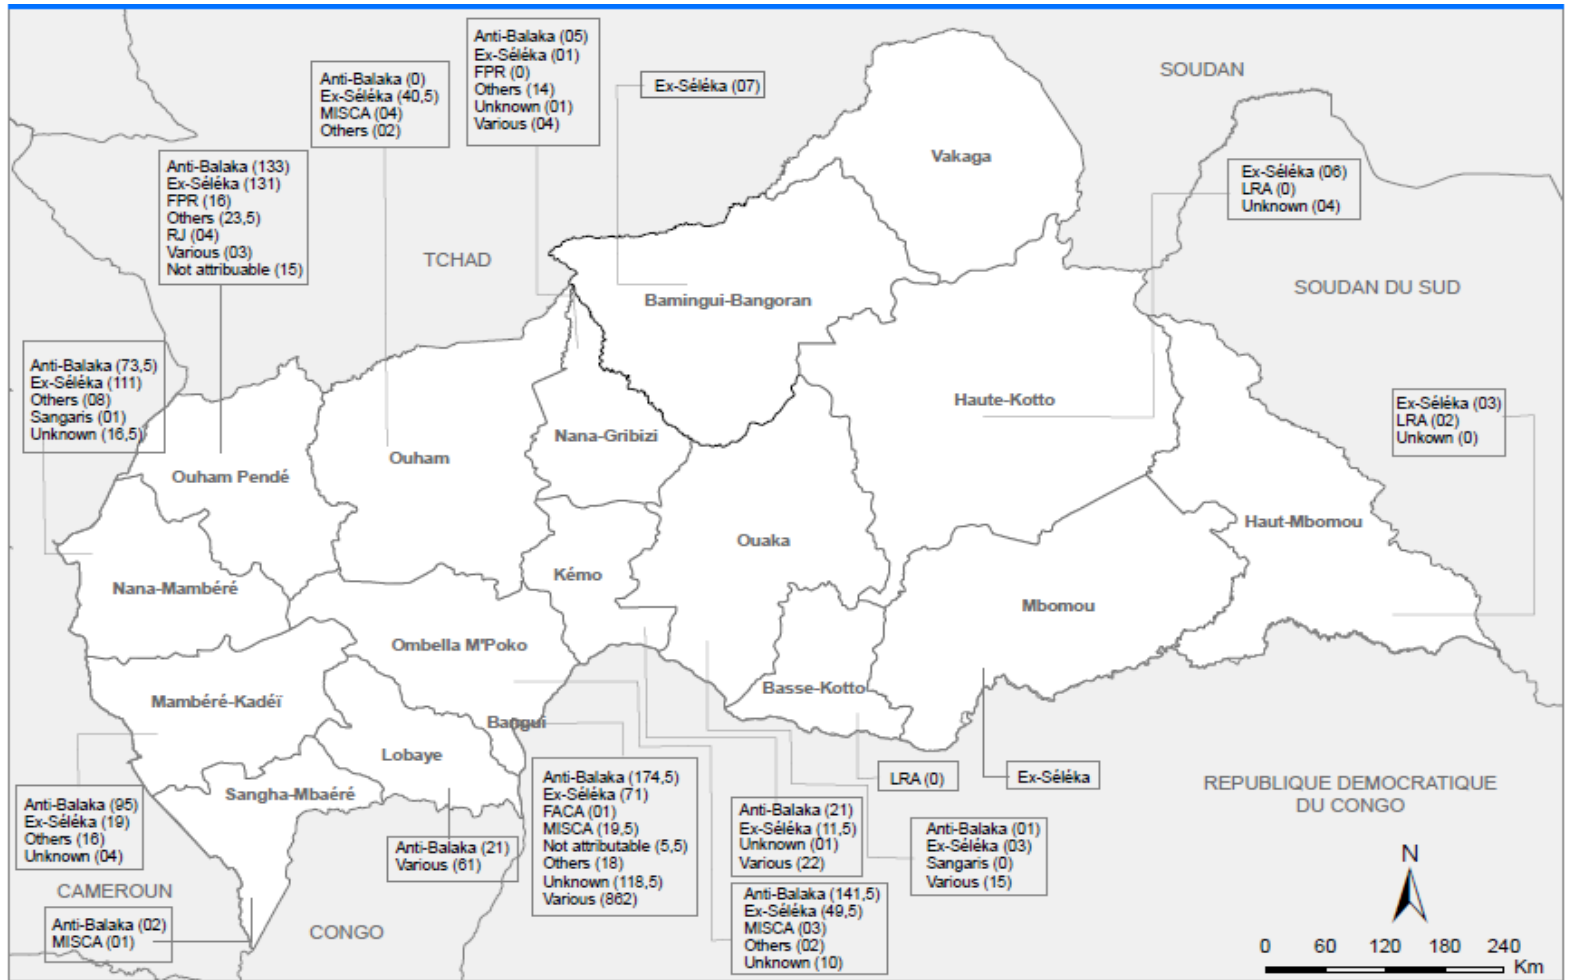 Anti-Balaka (05)
Ex-Séléka (01)
FPR (0)
Others (14)
Unknown (01)
Various (04)
Anti-Balaka (0)
Ex-Séléka (40,5)
MISCA (04)
Others (02)
Ex-Séléka (07)
SOUDAN
Vakaga
Anti-Balaka (133)
Ex-Séléka (131)
FPR (16)
Others (23,5)
RJ (04)
Various (03)
Not attribuable (15)
Ex-Séléka (06)
LRA (0)
Unknown (04)
TCHAD
SOUDAN DU SUD
Bamingui-Bangoran
Anti-Balaka (73,5)
Ex-Séléka (111)
Others (08)
Sangaris (01)
Unknown (16,5)
Haute-Kotto
Ex-Séléka (03)
LRA (02)
Unkown (0)
Nana-Gribizi
Ouham
Ouham Pendé
Haut-Mbomou
Ouaka
Kémo
Nana-Mambéré
Mbomou
Ombella M'Poko
Basse-Kotto
Mambéré-Kadéï
Bangui
Lobaye
Sangha-Mbaéré
LRA (0)
Ex-Séléka
REPUBLIQUE DEMOCRATIQUE
DU CONGO
Anti-Balaka (95)
Ex-Séléka (19)
Others (16)
Unknown (04)
Anti-Balaka (21)
Various (61)
Anti-Balaka (174,5)
Ex-Séléka (71)
FACA (01)
MISCA (19,5)
Not attributable (5,5)
Others (18)
Unknown (118,5)
Various (862)
Anti-Balaka (21)
Ex-Séléka (11,5)
Unknown (01)
Various (22)
Anti-Balaka (01)
Ex-Séléka (03)
Sangaris (0)
Various (15)
Anti-Balaka (141,5)
Ex-Séléka (49,5)
MISCA (03)
Others (02)
Unknown (10)
CAMEROUN
Anti-Balaka (02)
MISCA (01)
CONGO
N
0 60 120 180 240
Km